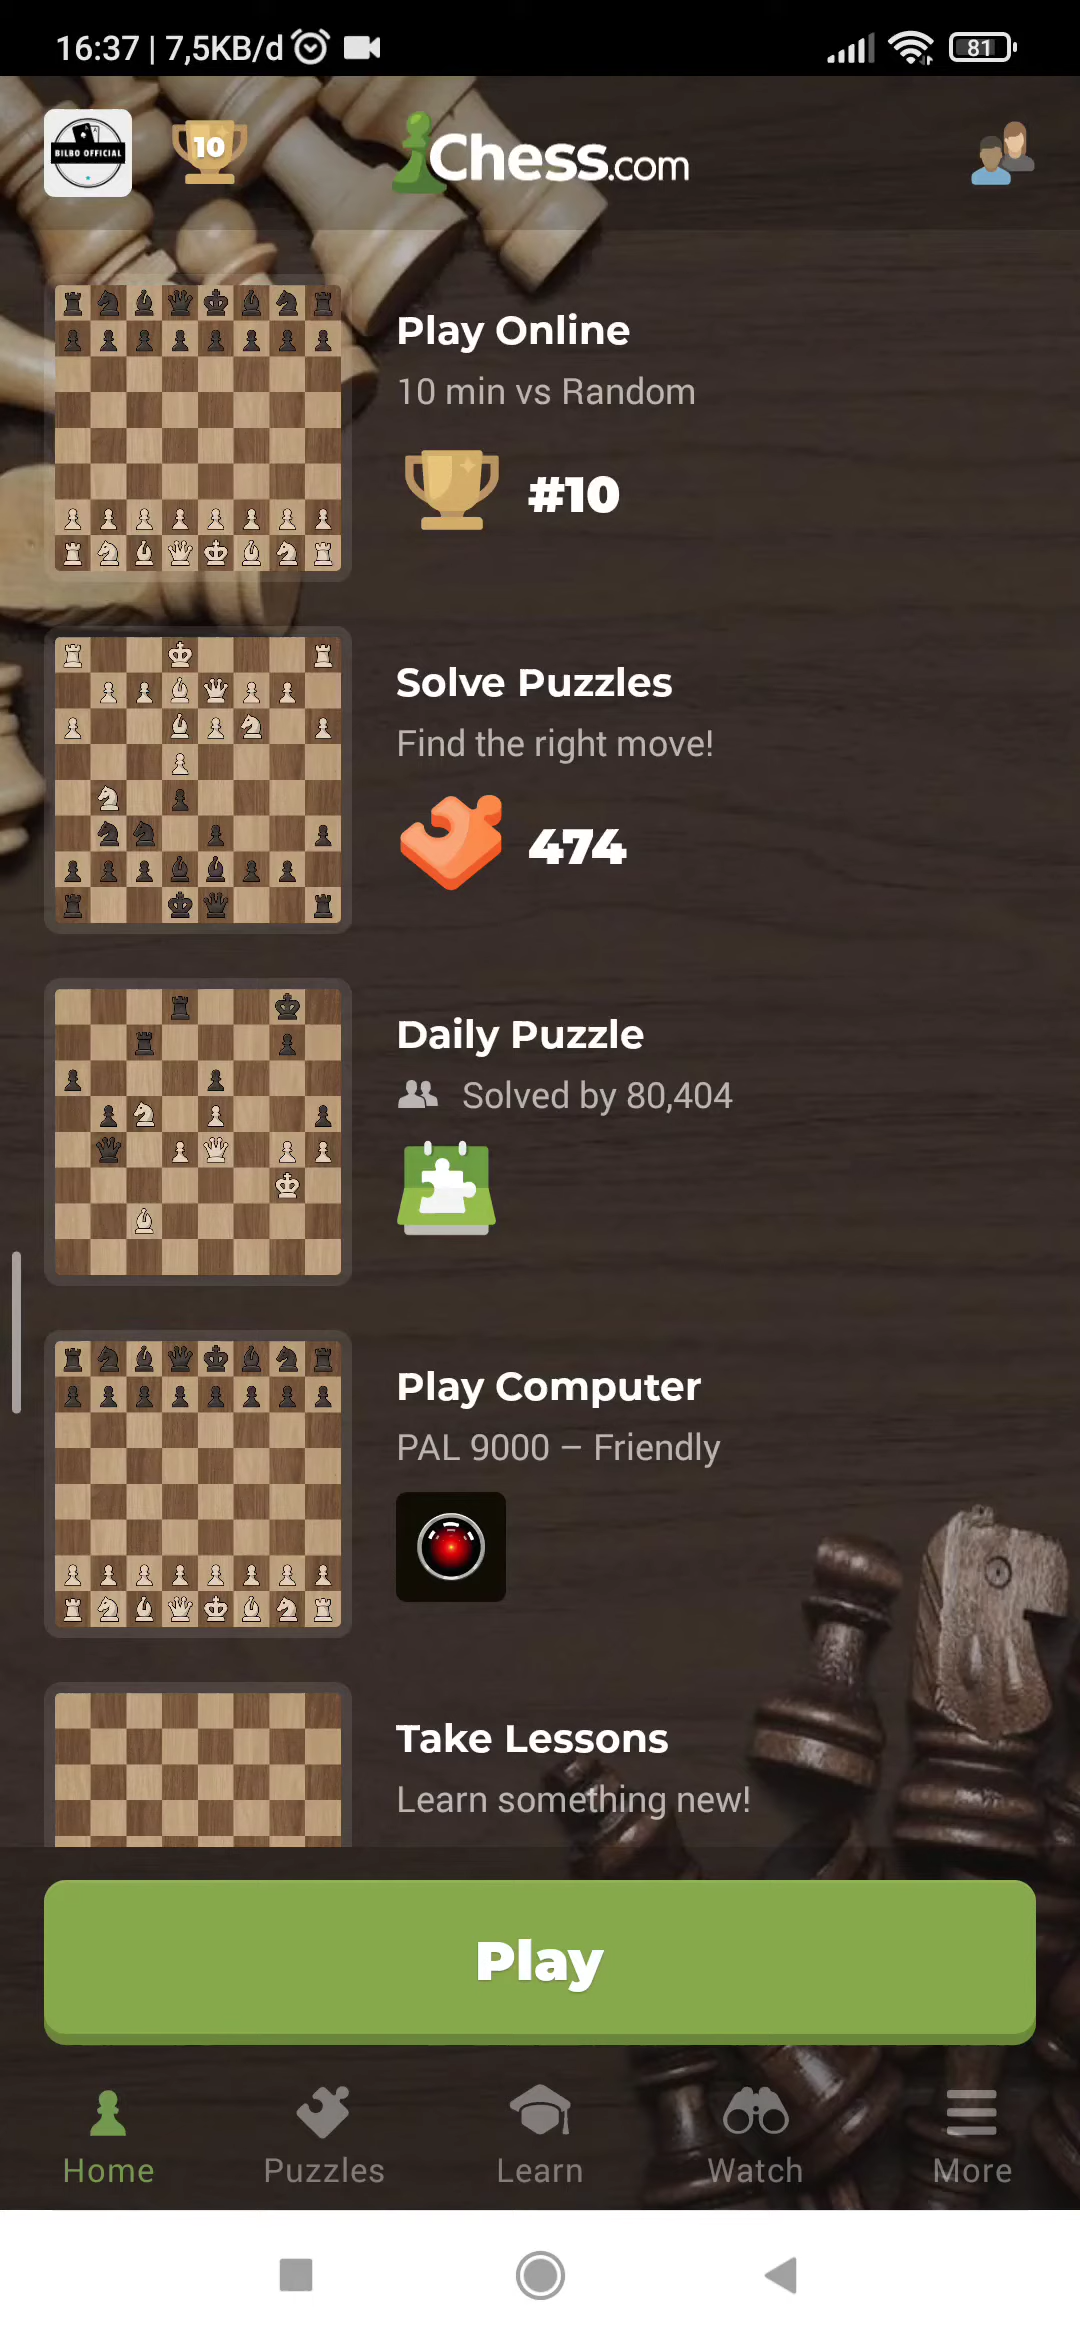 16:37 | 7,5KB/d
81
BILBO OFFICIAL
10
Chess.com
Play Online
10 min vs Random
#10
Solve Puzzles
Find the right move!
474
Daily Puzzle
Solved by 80,404
Play Computer
PAL 9000 – Friendly
Take Lessons
Learn something new!
Play
Home
Puzzles
Learn
Watch
More